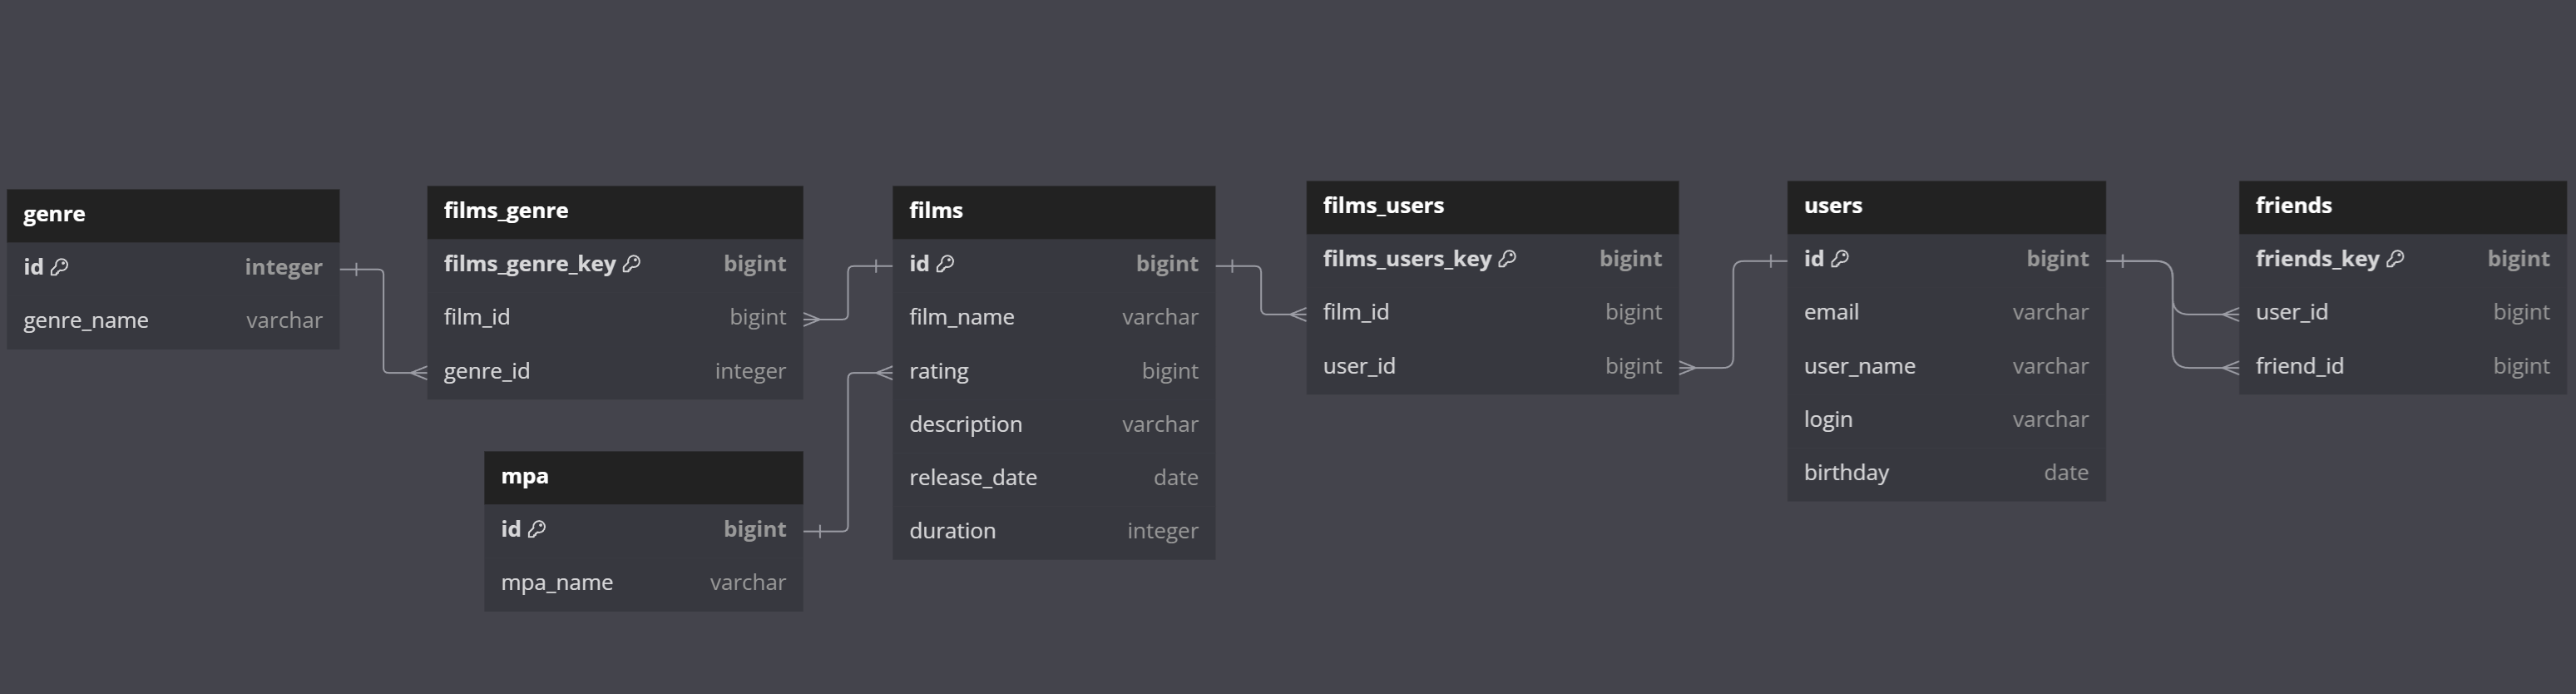 genre
id integer
genre_name varchar
films_genre
films_genre_key bigint
film_id bigint
genre_id integer
mpa
id bigint
mpa_name varchar
films
id bigint
film_name varchar
rating bigint
description varchar
release_date date
duration integer
films_users
films_users_key bigint
film_id bigint
user_id bigint
users
id bigint
email varchar
user_name varchar
login varchar
birthday date
friends
friends_key bigint
user_id bigint
friend_id bigint